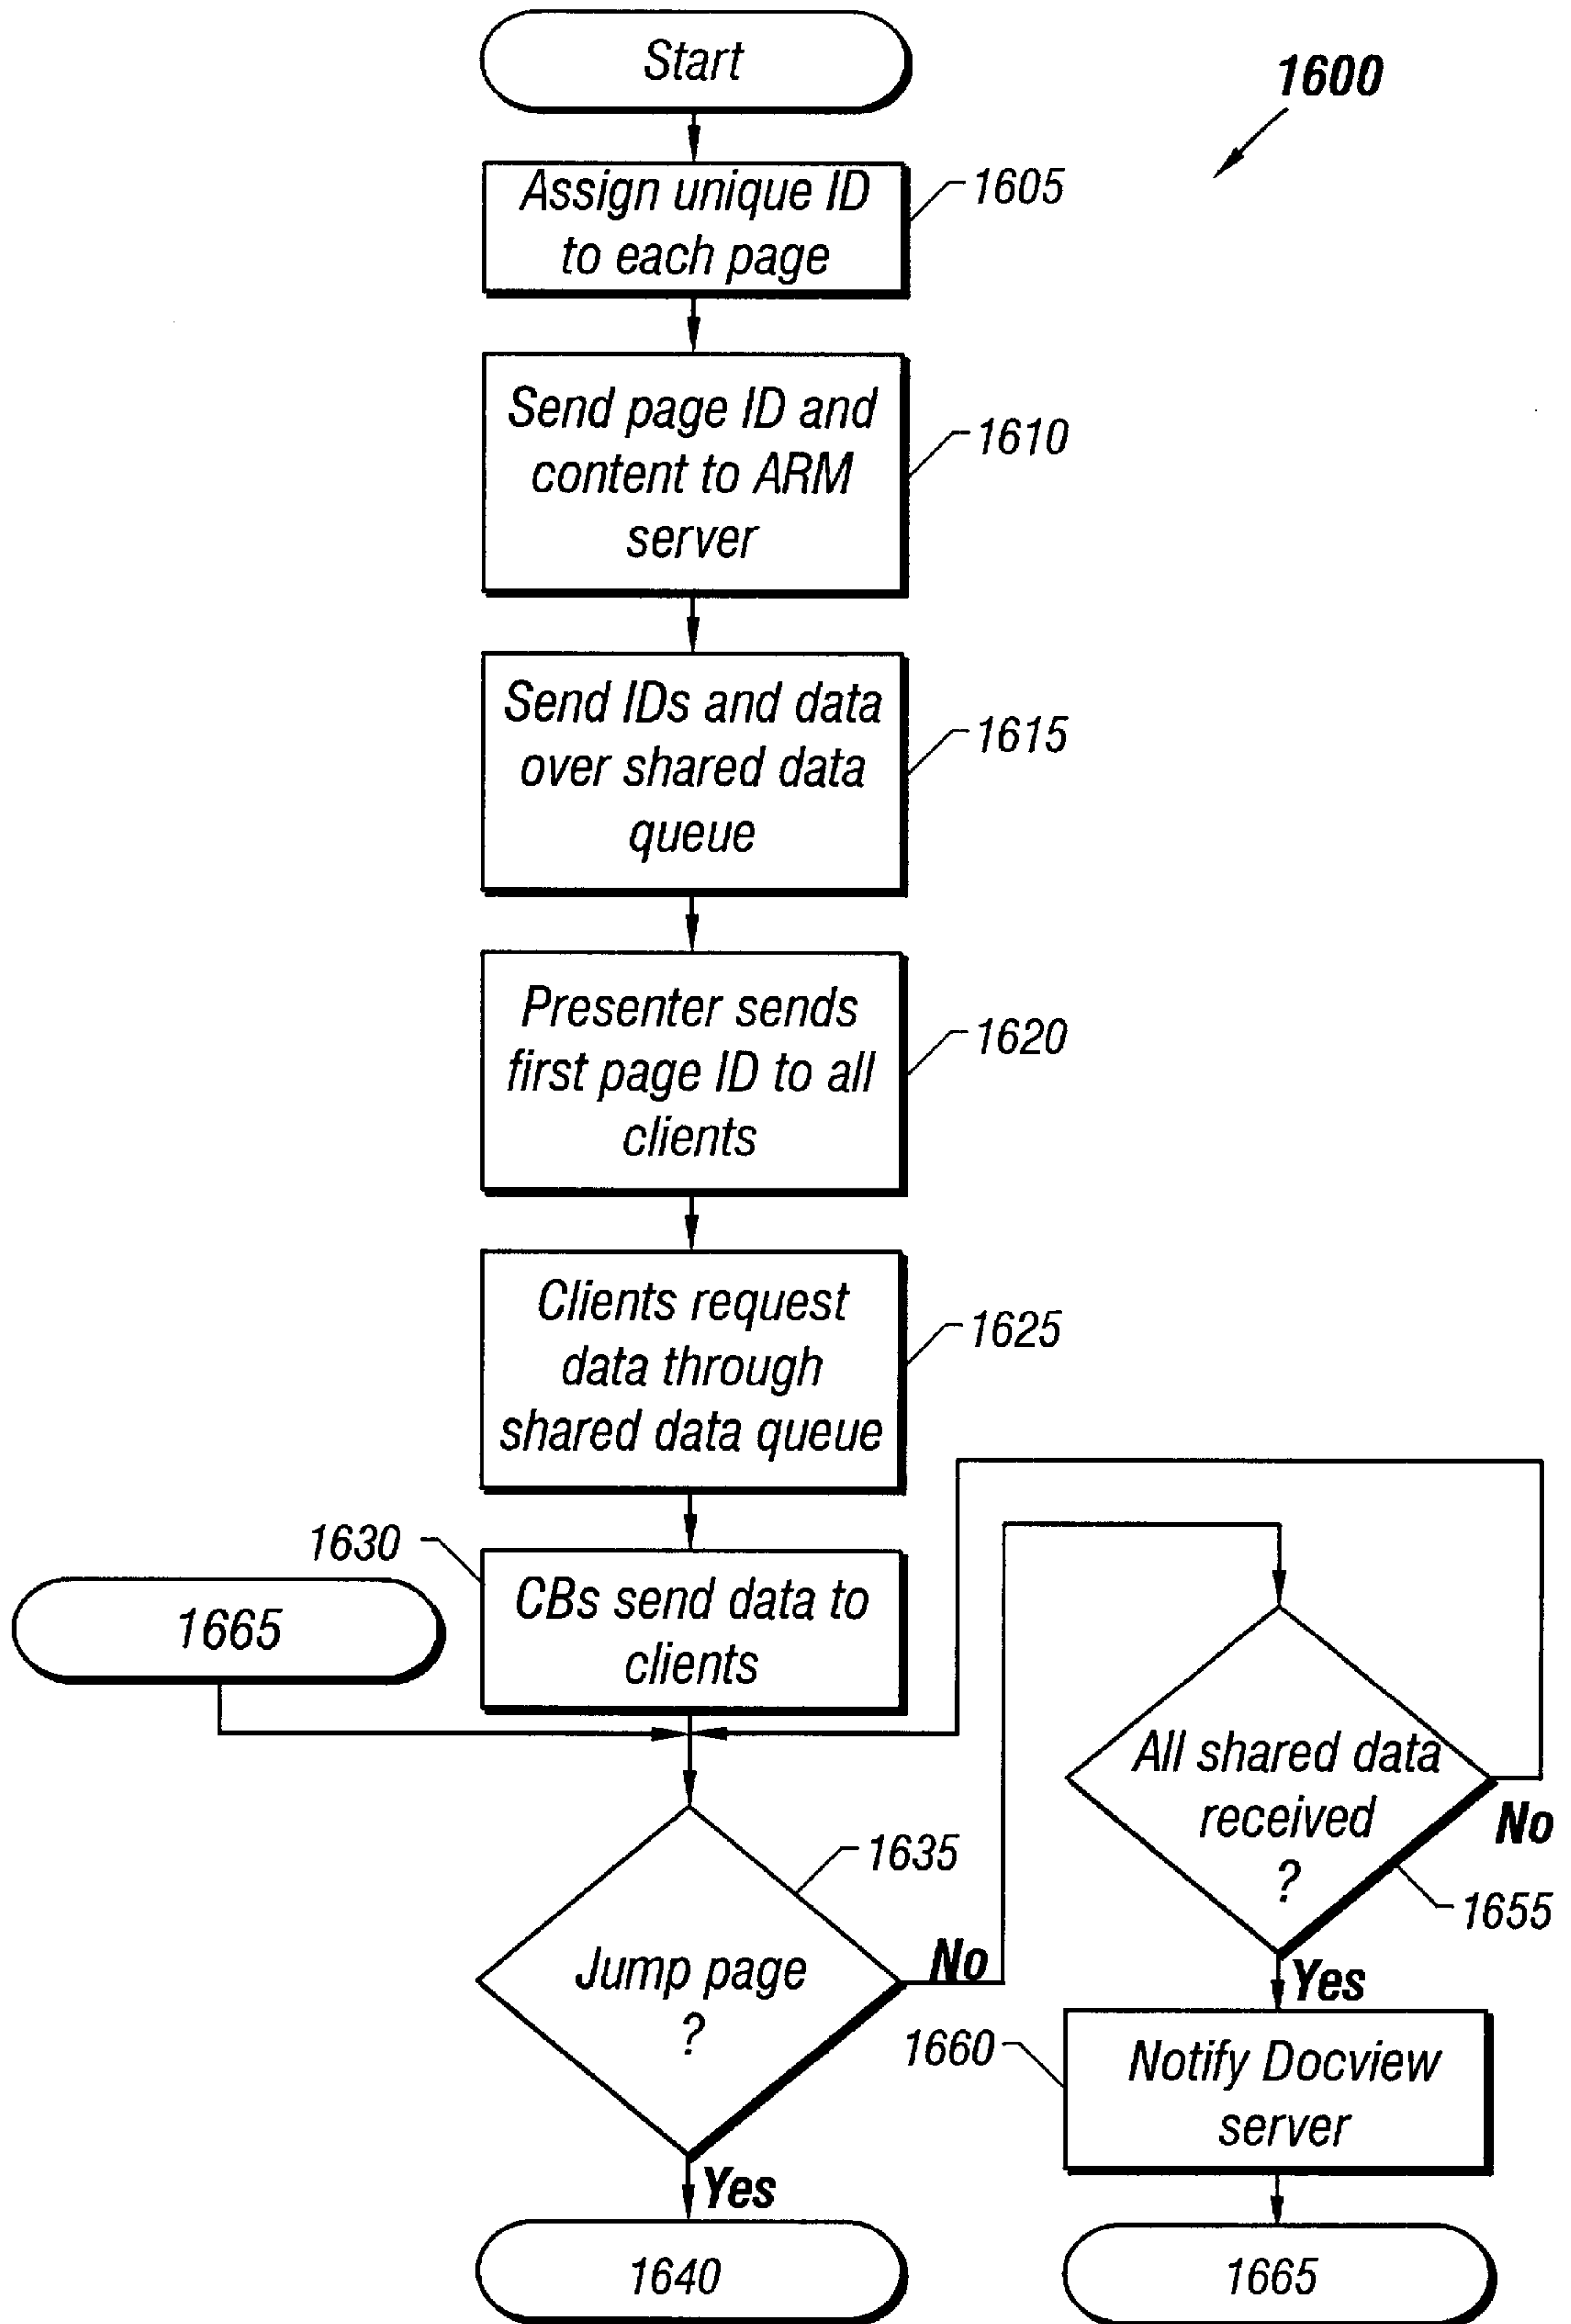 Start
1600
Assign unique ID
to each page
1605
Send page ID and
content to ARM
server
1610
Send IDs and data
over shared data
queue
1615
Presenter sends
first page ID to all
clients
1620
Clients request
data through
shared data queue
1625
1630
CBs send data to
clients
1665
Jump page
?
1635
No
Yes
1640
All shared data
received
?
No
1655
Yes
1660
Notify Docview
server
1665